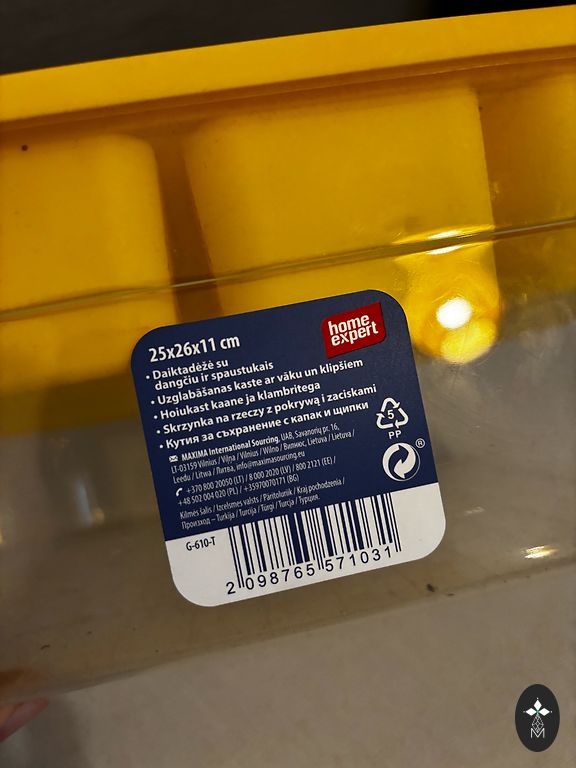 25x26x11 cm
home
expert
• Daiktadėžė su
dangčiu ir spaustukais
• Uzglabāšanas kaste ar vāku un klipšiem
• Hoiukast kaane ja klambritega
• Skrzynka na rzeczy z pokrywą i zaciskami
• Кутия за съхранение с капак и щипки
MAXIMA International Sourcing, UAB, Savanorių pr. 16,
LT-03159 Vilnius / Viļņa / Vilnius / Wilno / Вилнюс, Lietuva / Lietuva /
Leedu / Litwa / Литва, info@maximasourcing.eu
+370 800 20050 (LT) / 8 000 2020 (LV) / 800 2121 (EE) /
+48 502 004 020 (PL) / +35970070171 (BG)
Kilmės šalis / Izcelsmes valsts / Päritoluriik / Kraj pochodzenia /
Произход – Turkija / Turcija / Türgi / Turcja / Турция.
5
PP
®
G-610-T
2 098765 571031
M